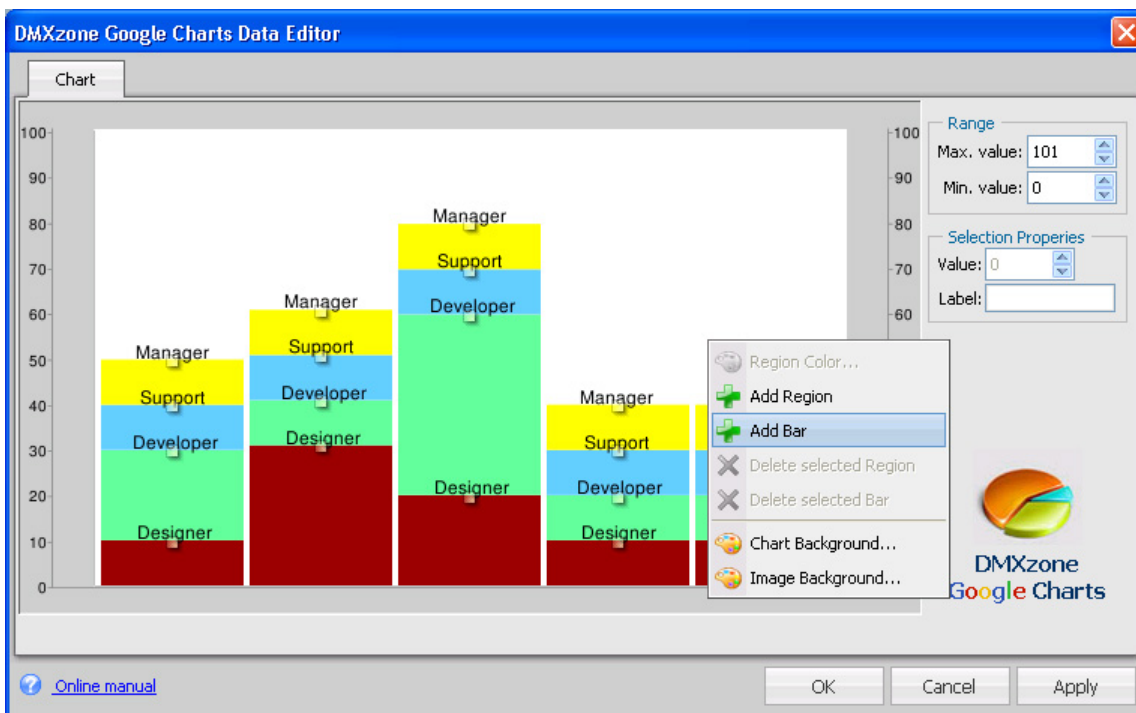 DMXzone Google Charts Data Editor
Chart
100
90
80
70
60
50
40
30
20
10
0
Manager
Support
Developer
Designer
Manager
Support
Developer
Designer
Manager
Support
Developer
Designer
Manager
Support
Developer
Designer
100
90
80
70
60
Region Color...
Add Region
Add Bar
Delete selected Region
Delete selected Bar
Chart Background...
Image Background...
Range
Max. value: 101
Min. value: 0
Selection Properies
Value: 0
Label:
DMXzone
Google Charts
Online manual
OK Cancel Apply